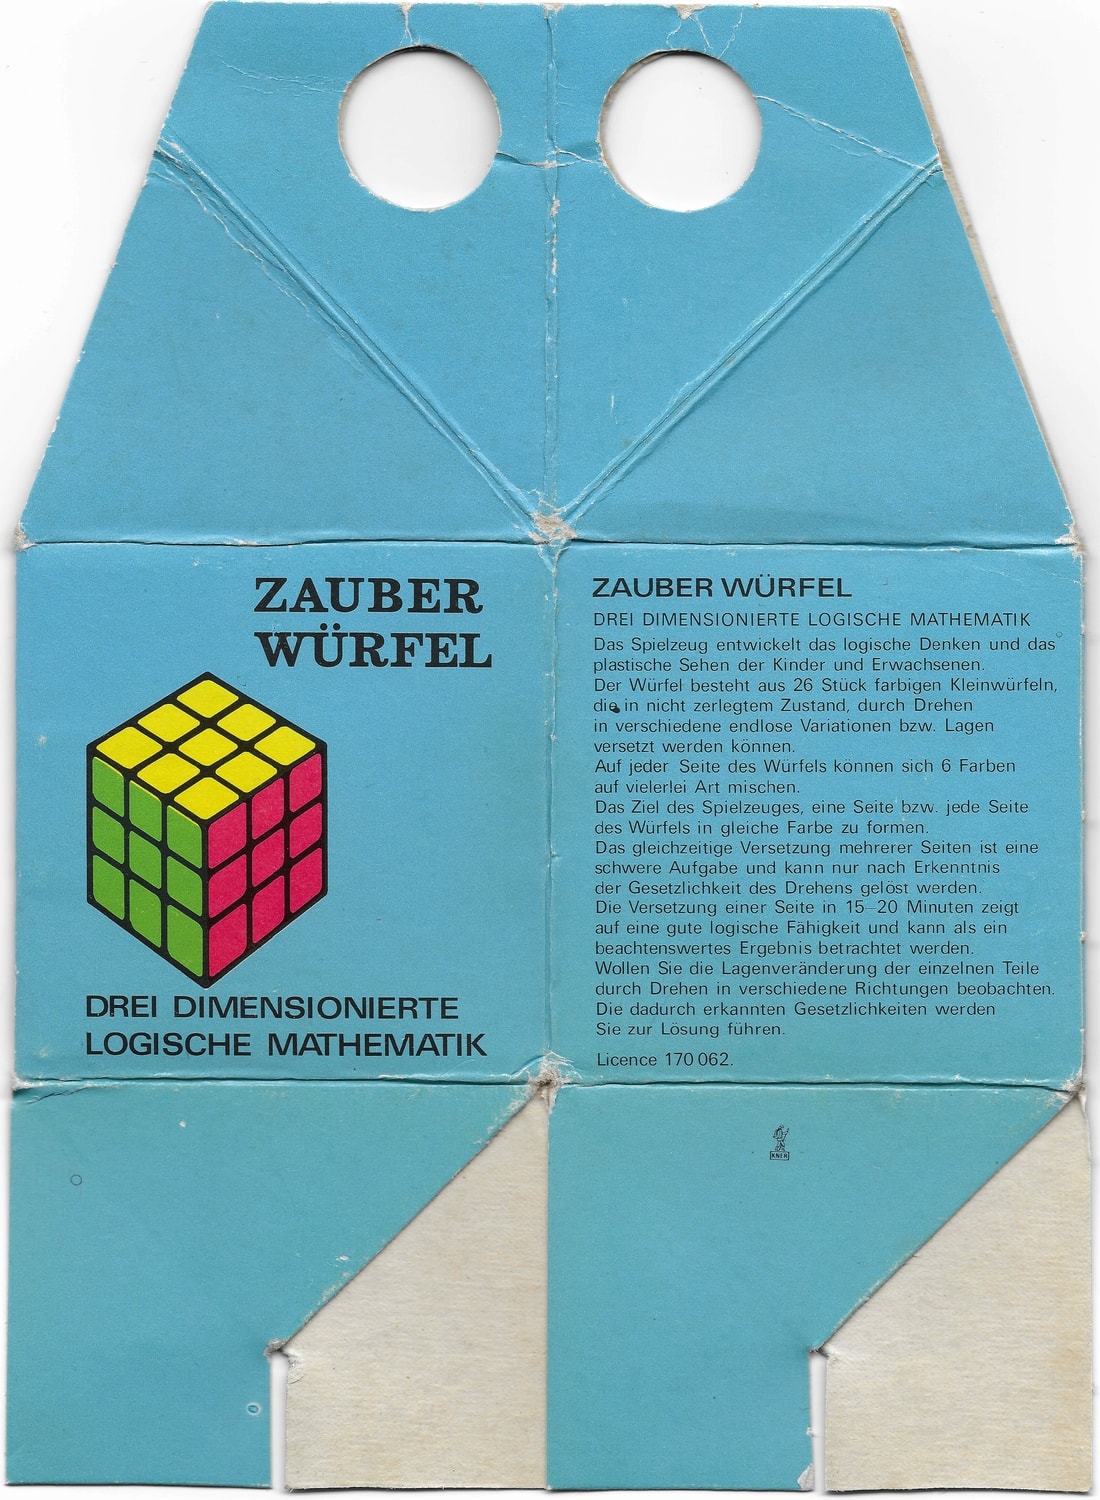 ZAUBER
WÜRFEL
DREI DIMENSIONIERTE
LOGISCHE MATHEMATIK
ZAUBER WÜRFEL
DREI DIMENSIONIERTE LOGISCHE MATHEMATIK
Das Spielzeug entwickelt das logische Denken und das
plastische Sehen der Kinder und Erwachsenen.
Der Würfel besteht aus 26 Stück farbigen Kleinwürfeln,
die in nicht zerlegtem Zustand, durch Drehen
in verschiedene endlose Variationen bzw. Lagen
versetzt werden können.
Auf jeder Seite des Würfels können sich 6 Farben
auf vielerlei Art mischen.
Das Ziel des Spielzeuges, eine Seite bzw. jede Seite
des Würfels in gleiche Farbe zu formen.
Das gleichzeitige Versetzung mehrerer Seiten ist eine
schwere Aufgabe und kann nur nach Erkenntnis
der Gesetzlichkeit des Drehens gelöst werden.
Die Versetzung einer Seite in 15—20 Minuten zeigt
auf eine gute logische Fähigkeit und kann als ein
beachtenswertes Ergebnis betrachtet werden.
Wollen Sie die Lagenveränderung der einzelnen Teile
durch Drehen in verschiedene Richtungen beobachten.
Die dadurch erkannten Gesetzlichkeiten werden
Sie zur Lösung führen.
Licence 170 062.
KNER